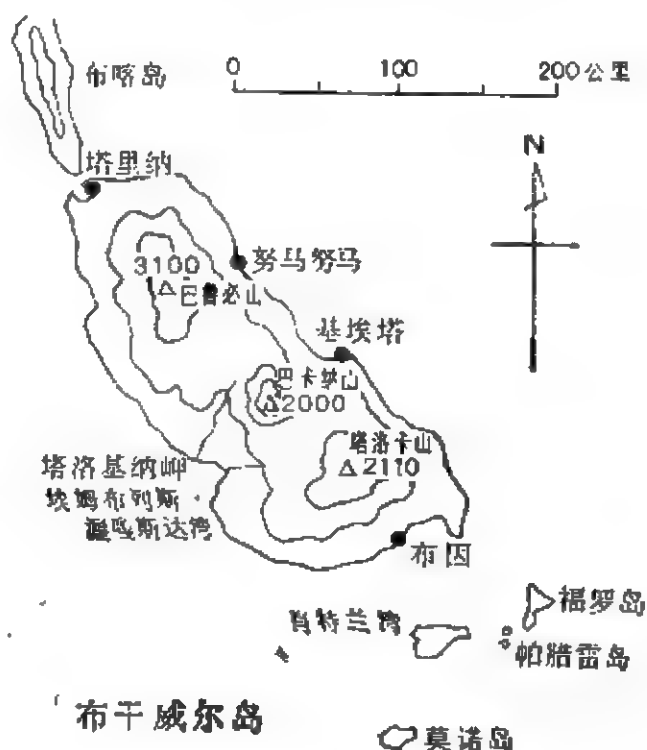 布喀岛
0 100 200公里
塔里纳
N
3100
巴鲁必山
努马努马
基埃塔
巴卡纳山
2000
塔洛卡山
2110
塔洛基纳岬
埃姆布列斯·
温嘎斯达湾
布因
肖特兰湾
福罗岛
帕腊雷岛
布干威尔岛
莫诺岛